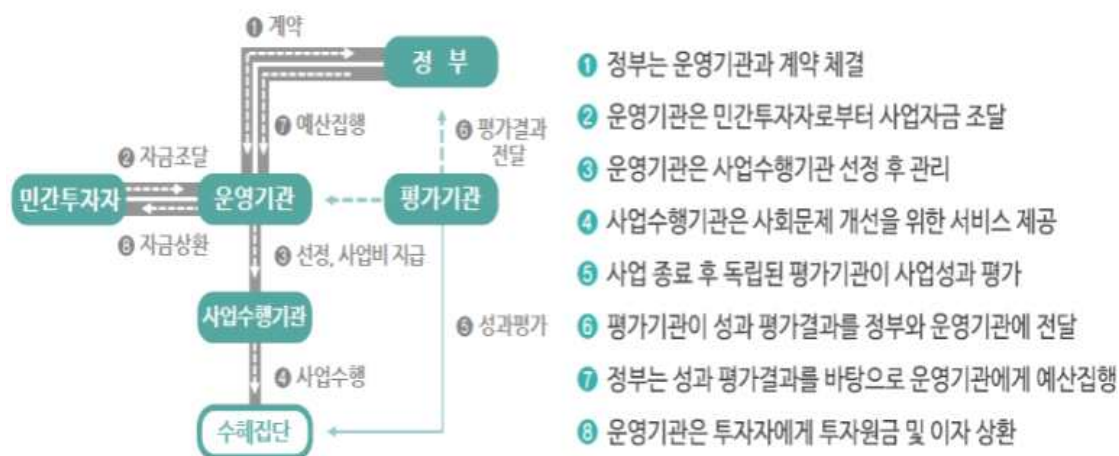 ❶ 계약
정 부
❼ 예산집행
❻ 평가결과
전달
❷ 자금조달
민간투자자
운영기관
평가기관
❽ 자금상환
❸ 선정, 사업비 지급
사업수행기관
❺ 성과평가
❹ 사업수행
수혜집단
❶ 정부는 운영기관과 계약 체결
❷ 운영기관은 민간투자자로부터 사업자금 조달
❸ 운영기관은 사업수행기관 선정 후 관리
❹ 사업수행기관은 사회문제 개선을 위한 서비스 제공
❺ 사업 종료 후 독립된 평가기관이 사업성과 평가
❻ 평가기관이 성과 평가결과를 정부와 운영기관에 전달
❼ 정부는 성과 평가결과를 바탕으로 운영기관에게 예산집행
❽ 운영기관은 투자자에게 투자원금 및 이자 상환